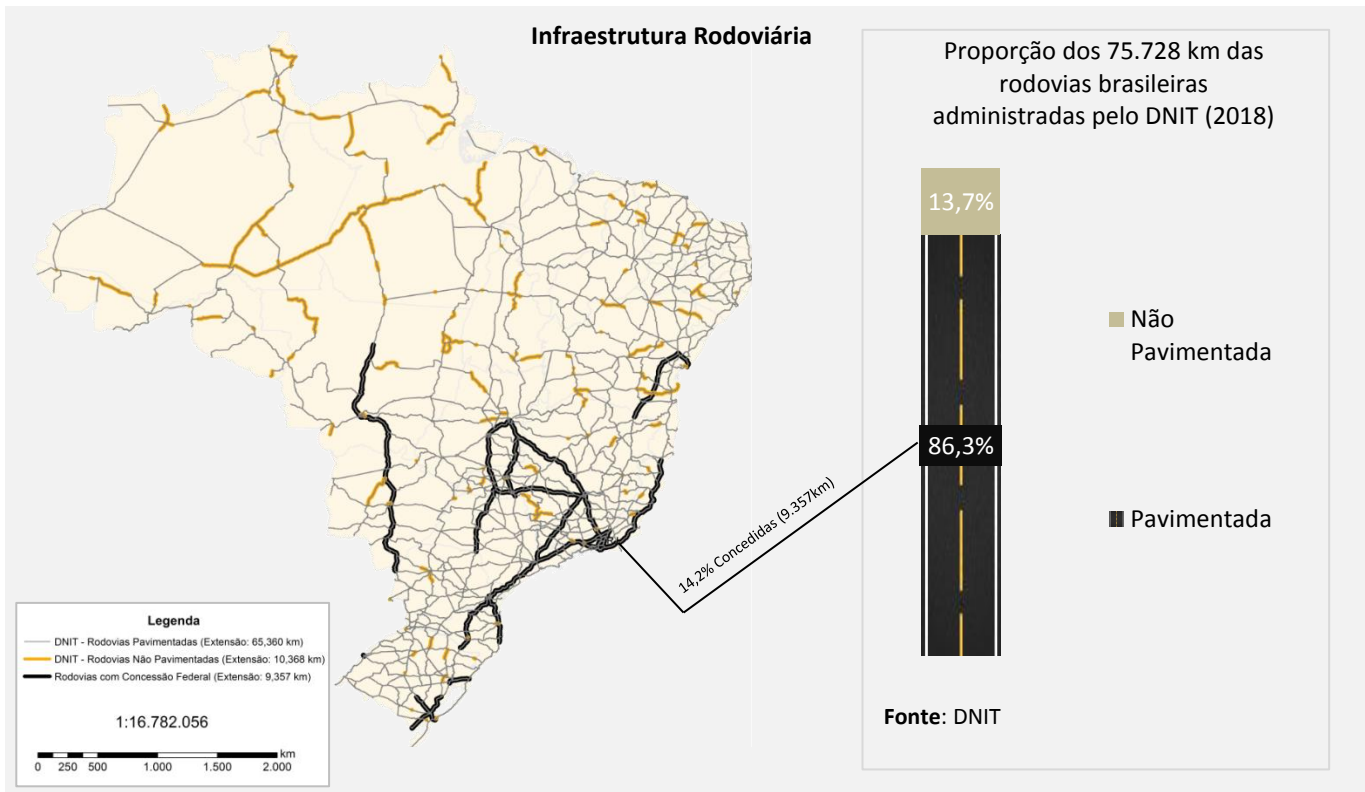 Infraestrutura Rodoviária
Proporção dos 75.728 km das
rodovias brasileiras
administradas pelo DNIT (2018)
13,7%
86,3%
Não
Pavimentada
Pavimentada
14,2% Concedidas (9.357km)
Fonte: DNIT
Legenda
DNIT - Rodovias Pavimentadas (Extensão: 65,360 km)
DNIT - Rodovias Não Pavimentadas (Extensão: 10,368 km)
Rodovias com Concessão Federal (Extensão: 9,357 km)
1:16.782.056
km
0 250 500 1.000 1.500 2.000